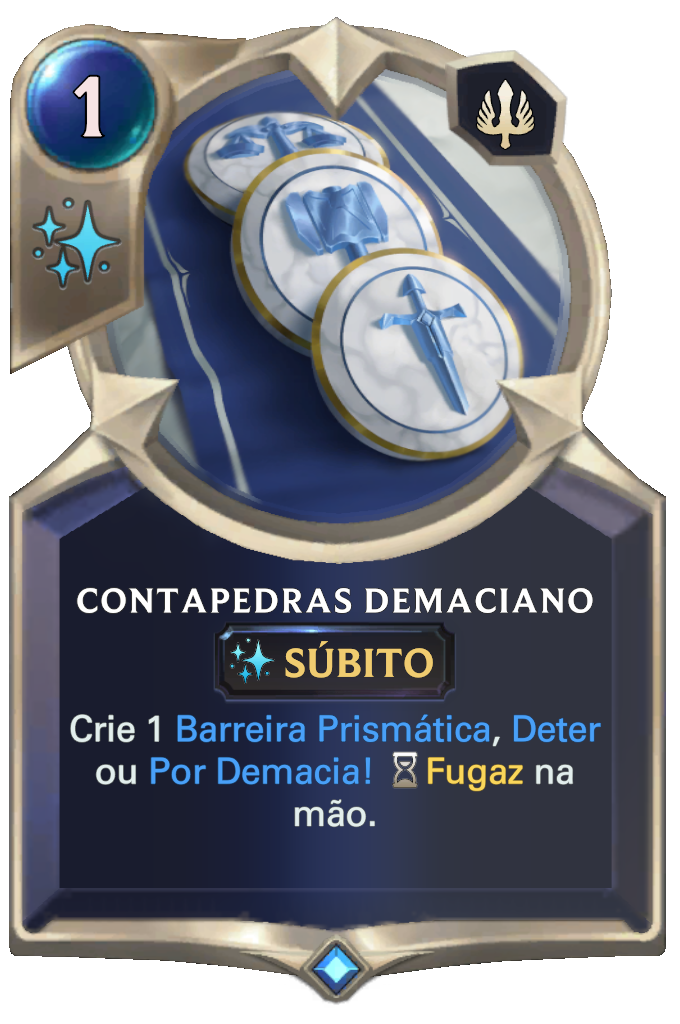 1
CONTAPEDRAS DEMACIANO
SÚBITO
Crie 1 Barreira Prismática, Deter
ou Por Demacia! Fugaz na
mão.